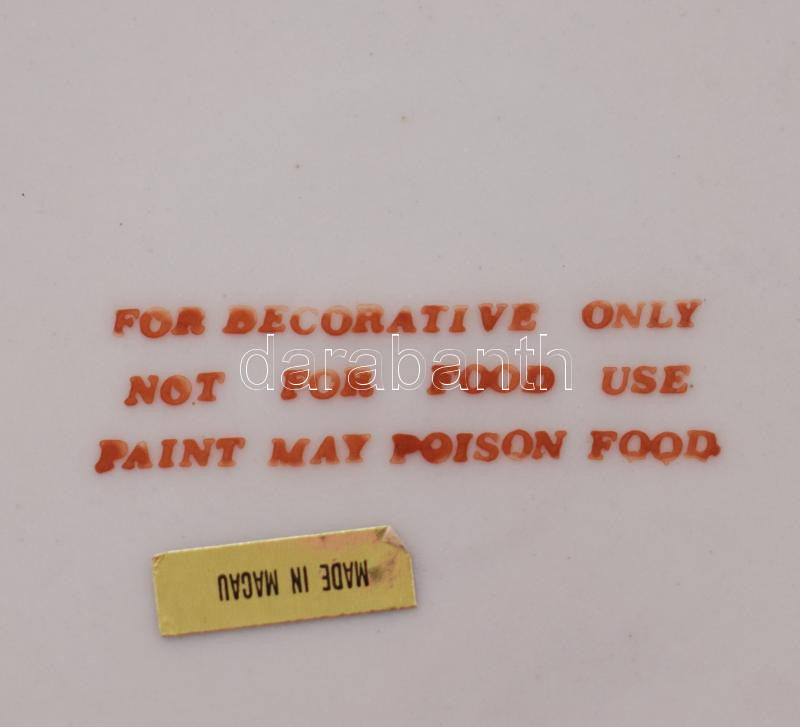 FOR DECORATIVE ONLY
NOT FOR FOOD USE
PAINT MAY POISON FOOD
darabanth
MADE IN MACAU